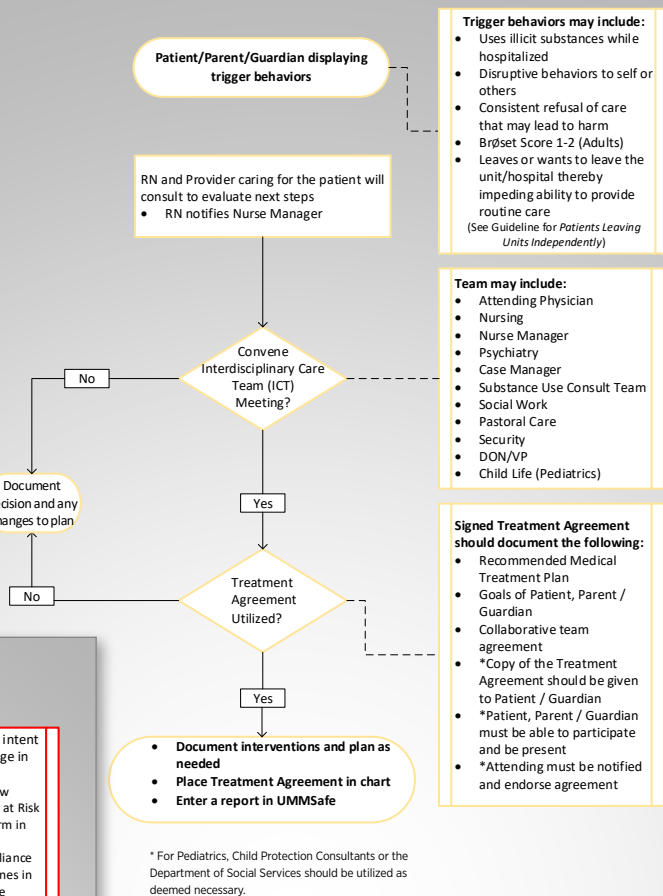 Patient/Parent/Guardian displaying
trigger behaviors
Trigger behaviors may include:
• Uses illicit substances while
hospitalized
• Disruptive behaviors to self or
others
• Consistent refusal of care
that may lead to harm
• Brøset Score 1-2 (Adults)
• Leaves or wants to leave the
unit/hospital thereby
impeding ability to provide
routine care
(See Guideline for Patients Leaving
Units Independently)
RN and Provider caring for the patient will
consult to evaluate next steps
• RN notifies Nurse Manager
Convene
Interdisciplinary Care
Team (ICT)
Meeting?
No
Team may include:
• Attending Physician
• Nursing
• Nurse Manager
• Psychiatry
• Case Manager
• Substance Use Consult Team
• Social Work
• Pastoral Care
• Security
• DON/VP
• Child Life (Pediatrics)
Document
cision and any
anges to plan
Yes
Treatment
Agreement
Utilized?
No
Signed Treatment Agreement
should document the following:
• Recommended Medical
Treatment Plan
• Goals of Patient, Parent /
Guardian
• Collaborative team
agreement
• *Copy of the Treatment
Agreement should be given
to Patient / Guardian
• *Patient, Parent / Guardian
must be able to participate
and be present
• *Attending must be notified
and endorse agreement
Yes
• Document interventions and plan as
needed
• Place Treatment Agreement in chart
• Enter a report in UMMSafe
intent
ge in
w
at Risk
rm in
liance
nes in
e
* For Pediatrics, Child Protection Consultants or the
Department of Social Services should be utilized as
deemed necessary.